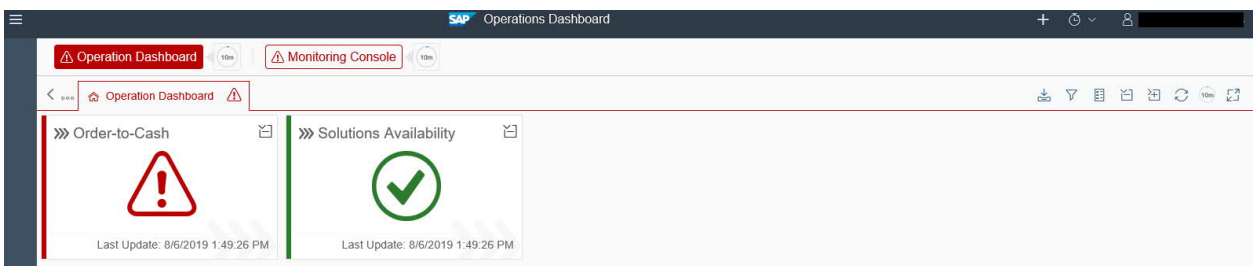 SAP Operations Dashboard
Operation Dashboard 10m Monitoring Console 10m
Operation Dashboard 10m
Order-to-Cash
Last Update: 8/6/2019 1:49:26 PM
Solutions Availability
Last Update: 8/6/2019 1:49:26 PM